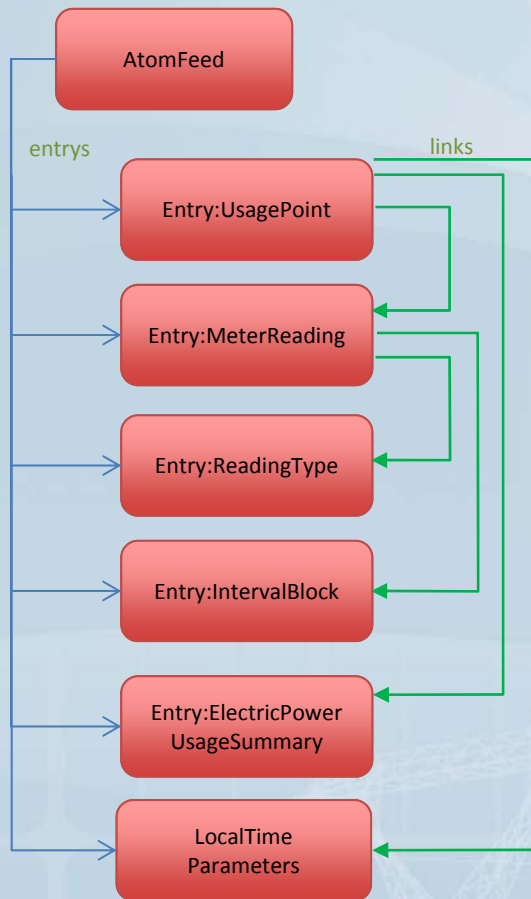 AtomFeed
entrys
links
Entry:UsagePoint
Entry:MeterReading
Entry:ReadingType
Entry:IntervalBlock
Entry:ElectricPower
UsageSummary
LocalTime
Parameters